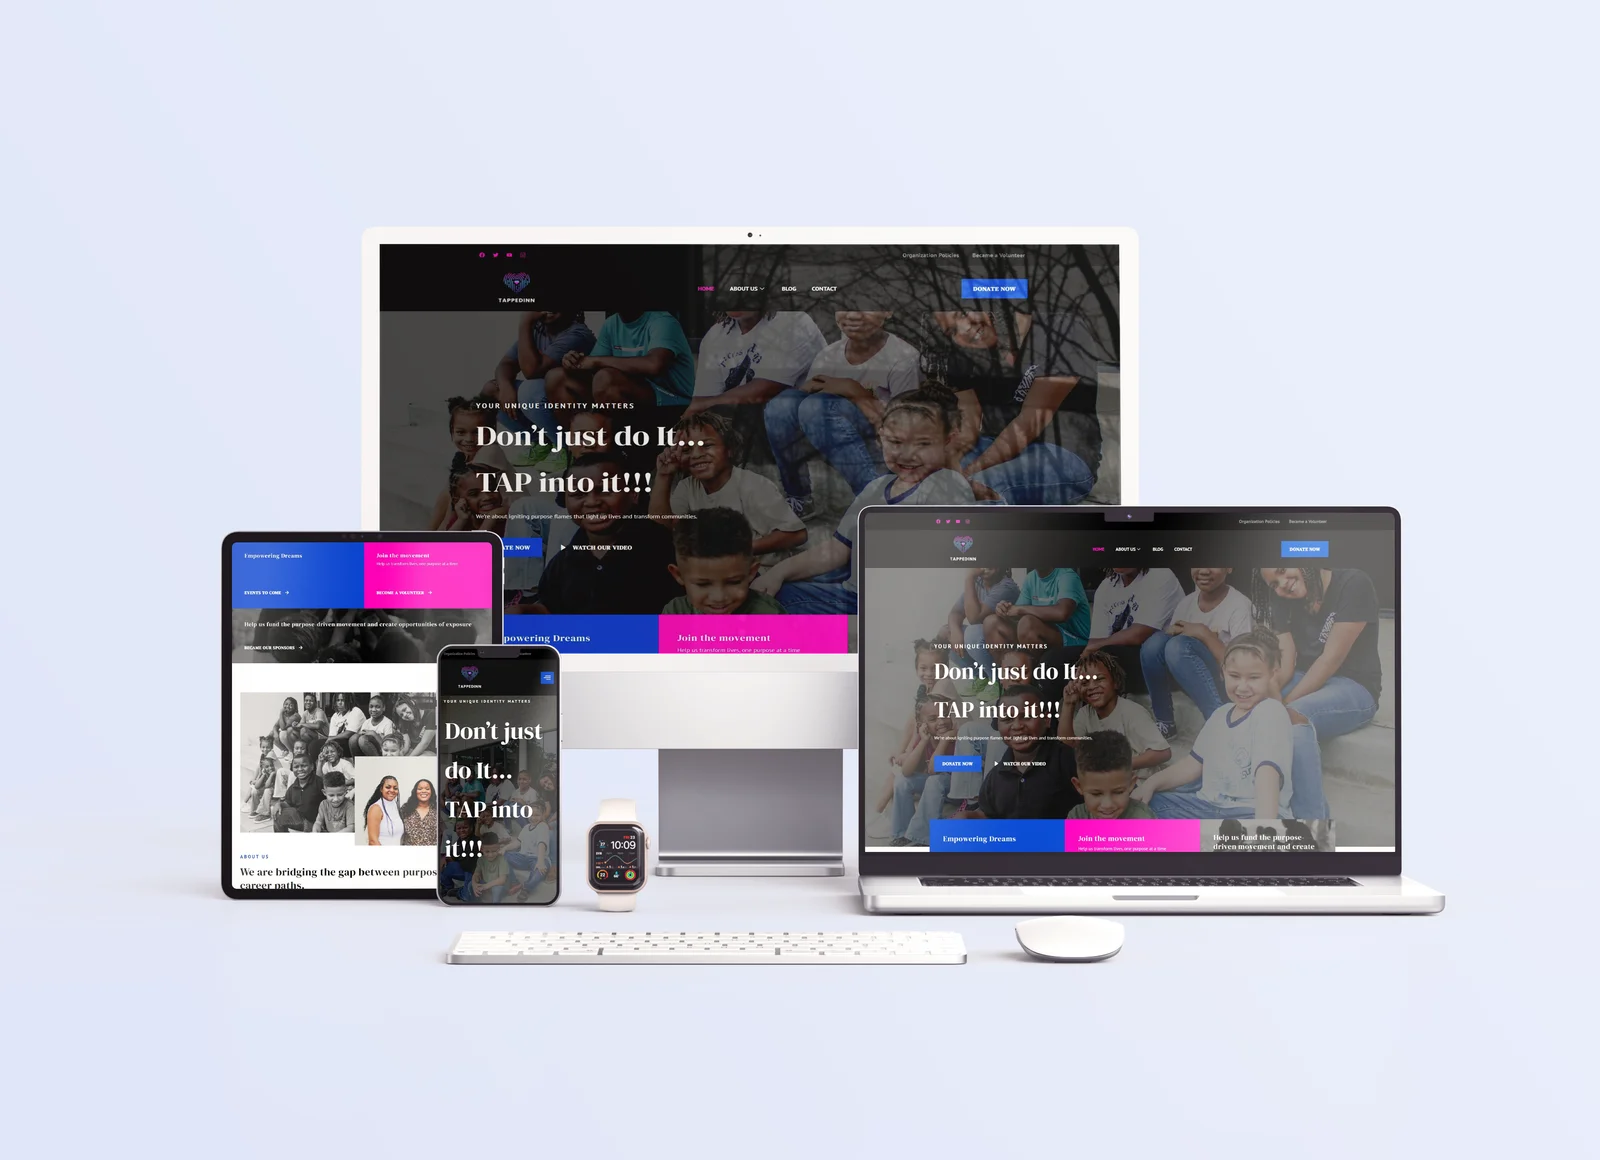 Organization Policies Became a Volunteer
TAPPEDINN
HOME ABOUT US BLOG CONTACT
DONATE NOW
YOUR UNIQUE IDENTITY MATTERS
Don't just do It...
TAP into it!!!
We're about igniting purpose flames that light up lives and transform communities.
ATE NOW WATCH OUR VIDEO
powering Dreams
Join the movement
Help us transform lives, one purpose at a time
Empowering Dreams
EVENTS TO COME
Join the movement
Help us transform lives, one purpose at a time
BECOME A VOLUNTEER
Help us fund the purpose-driven movement and create opportunities of exposure
BECAME OUR SPONSORS
ABOUT US
We are bridging the gap between purpos
career paths.
Organization Policies
TAPPEDINN
YOUR UNIQUE IDENTITY MATTERS
Don't just
do It...
TAP into
it!!!
10:09
Organization Policies Became a Volunteer
TAPPEDINN
HOME ABOUT US BLOG CONTACT
DONATE NOW
YOUR UNIQUE IDENTITY MATTERS
Don't just do It...
TAP into it!!!
We're about igniting purpose flames that light up lives and transform communities.
DONATE NOW WATCH OUR VIDEO
Empowering Dreams
Join the movement
Help us transform lives, one purpose at a time
Help us fund the purpose-
driven movement and create